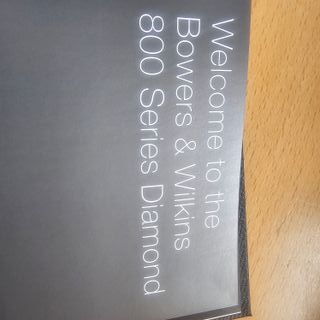 Welcome to the
Bowers & Wilkins
800 Series Diamond